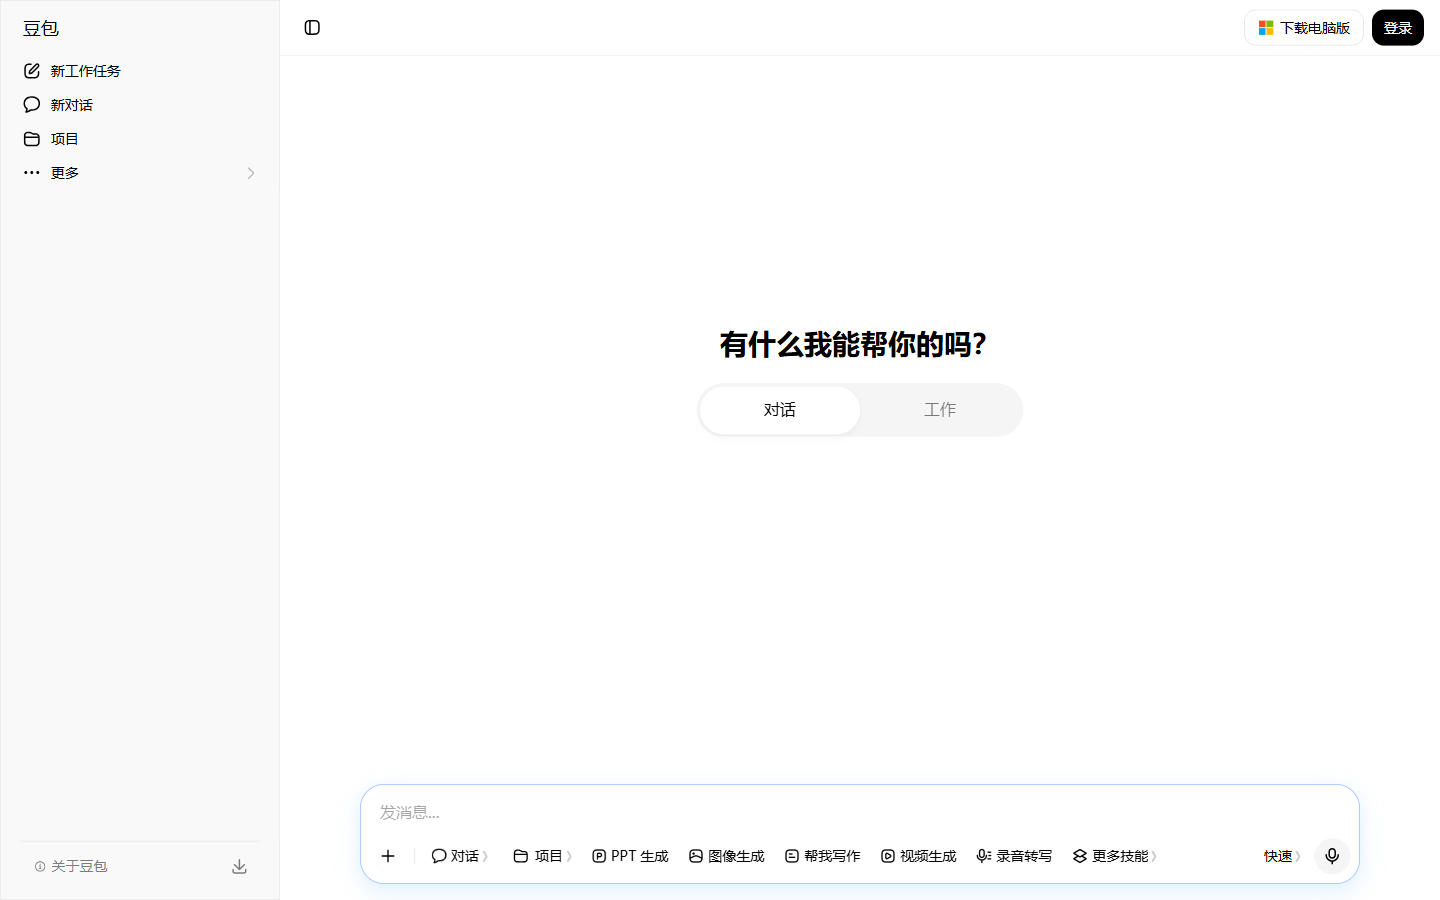 豆包
新工作任务
新对话
项目
更多
关于豆包
下载电脑版
登录
有什么我能帮你的吗？
对话
工作
发消息...
对话
项目
PPT 生成
图像生成
帮我写作
视频生成
录音转写
更多技能
快速